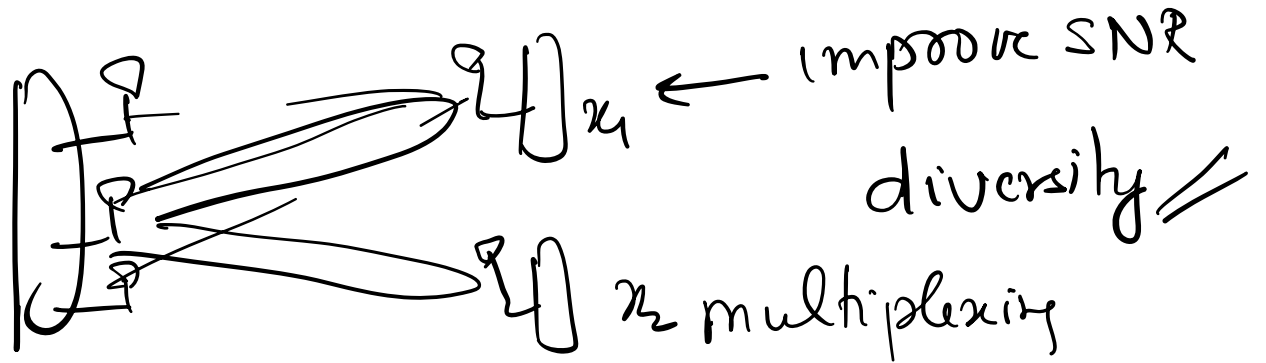 x₁ ← improve SNR
diversity
x₂ multiplexing